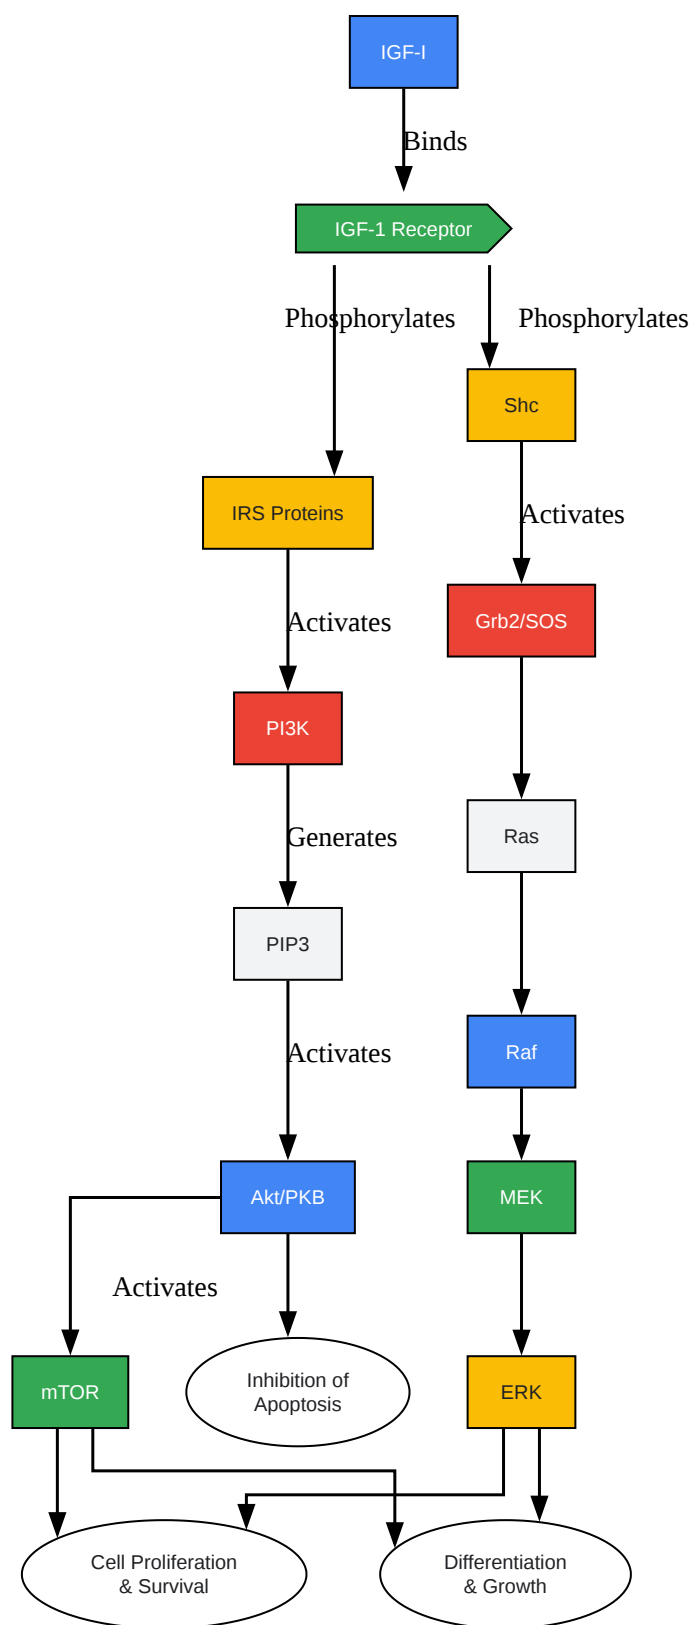 IGF-I
Binds
IGF-1 Receptor
Phosphorylates
Phosphorylates
Shc
IRS Proteins
Activates
Activates
Grb2/SOS
PI3K
Generates
Ras
PIP3
Activates
Raf
Akt/PKB
MEK
Activates
mTOR
Inhibition of
Apoptosis
ERK
Cell Proliferation
& Survival
Differentiation
& Growth